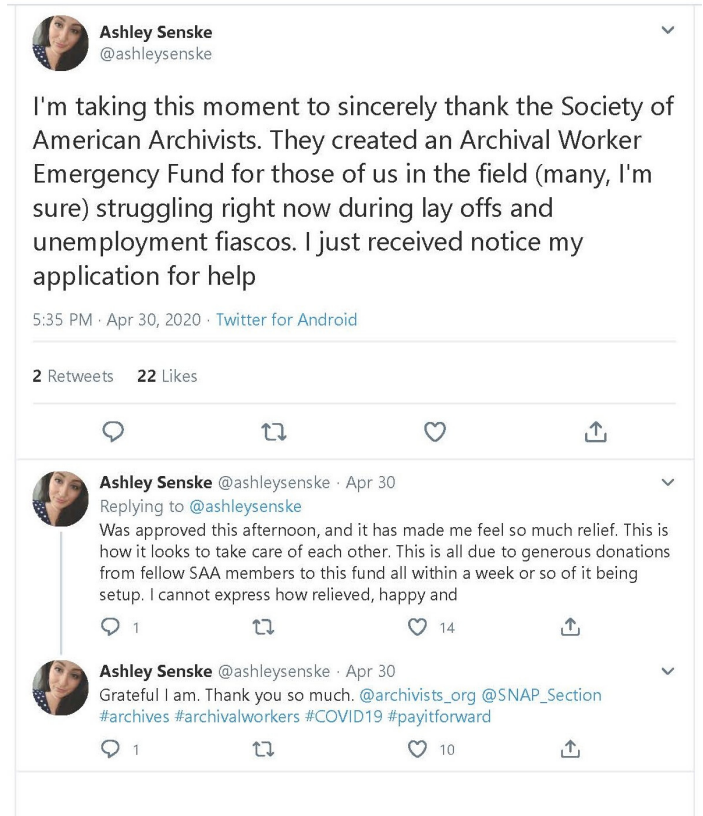 Ashley Senske
@ashleysenske
I'm taking this moment to sincerely thank the Society of
American Archivists. They created an Archival Worker
Emergency Fund for those of us in the field (many, I'm
sure) struggling right now during lay offs and
unemployment fiascos. I just received notice my
application for help
5:35 PM · Apr 30, 2020 · Twitter for Android
2 Retweets 22 Likes
Ashley Senske @ashleysenske · Apr 30
Replying to @ashleysenske
Was approved this afternoon, and it has made me feel so much relief. This is
how it looks to take care of each other. This is all due to generous donations
from fellow SAA members to this fund all within a week or so of it being
setup. I cannot express how relieved, happy and
1 14
Ashley Senske @ashleysenske · Apr 30
Grateful I am. Thank you so much. @archivists_org @SNAP_Section
#archives #archivalworkers #COVID19 #payitforward
1 10